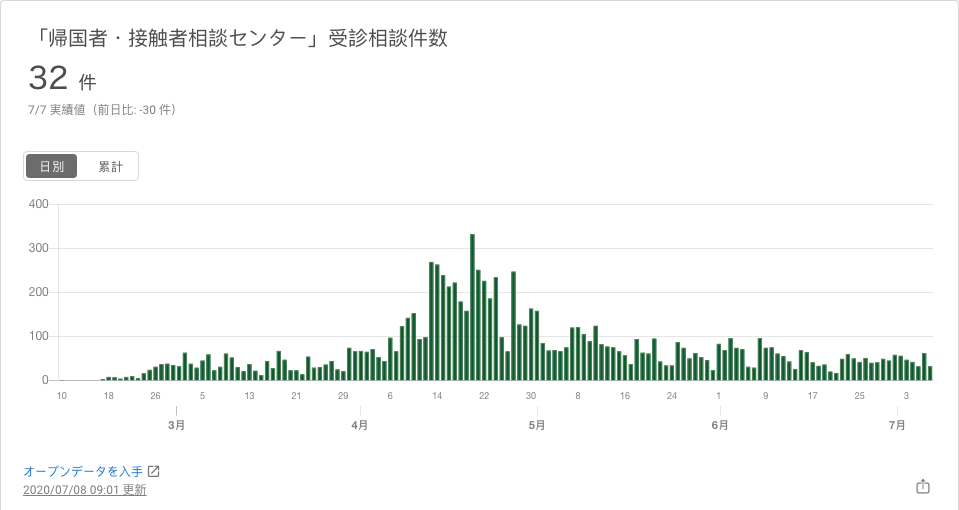 「帰国者・接触者相談センター」受診相談件数
32 件
7/7 実績値（前日比: -30 件）
日別 累計
400
300
200
100
0
10 18 26 5 13 21 29 6 14 22 30 8 16 24 1 9 17 25 3
3月 4月 5月 6月 7月
オープンデータを入手
2020/07/08 09:01 更新